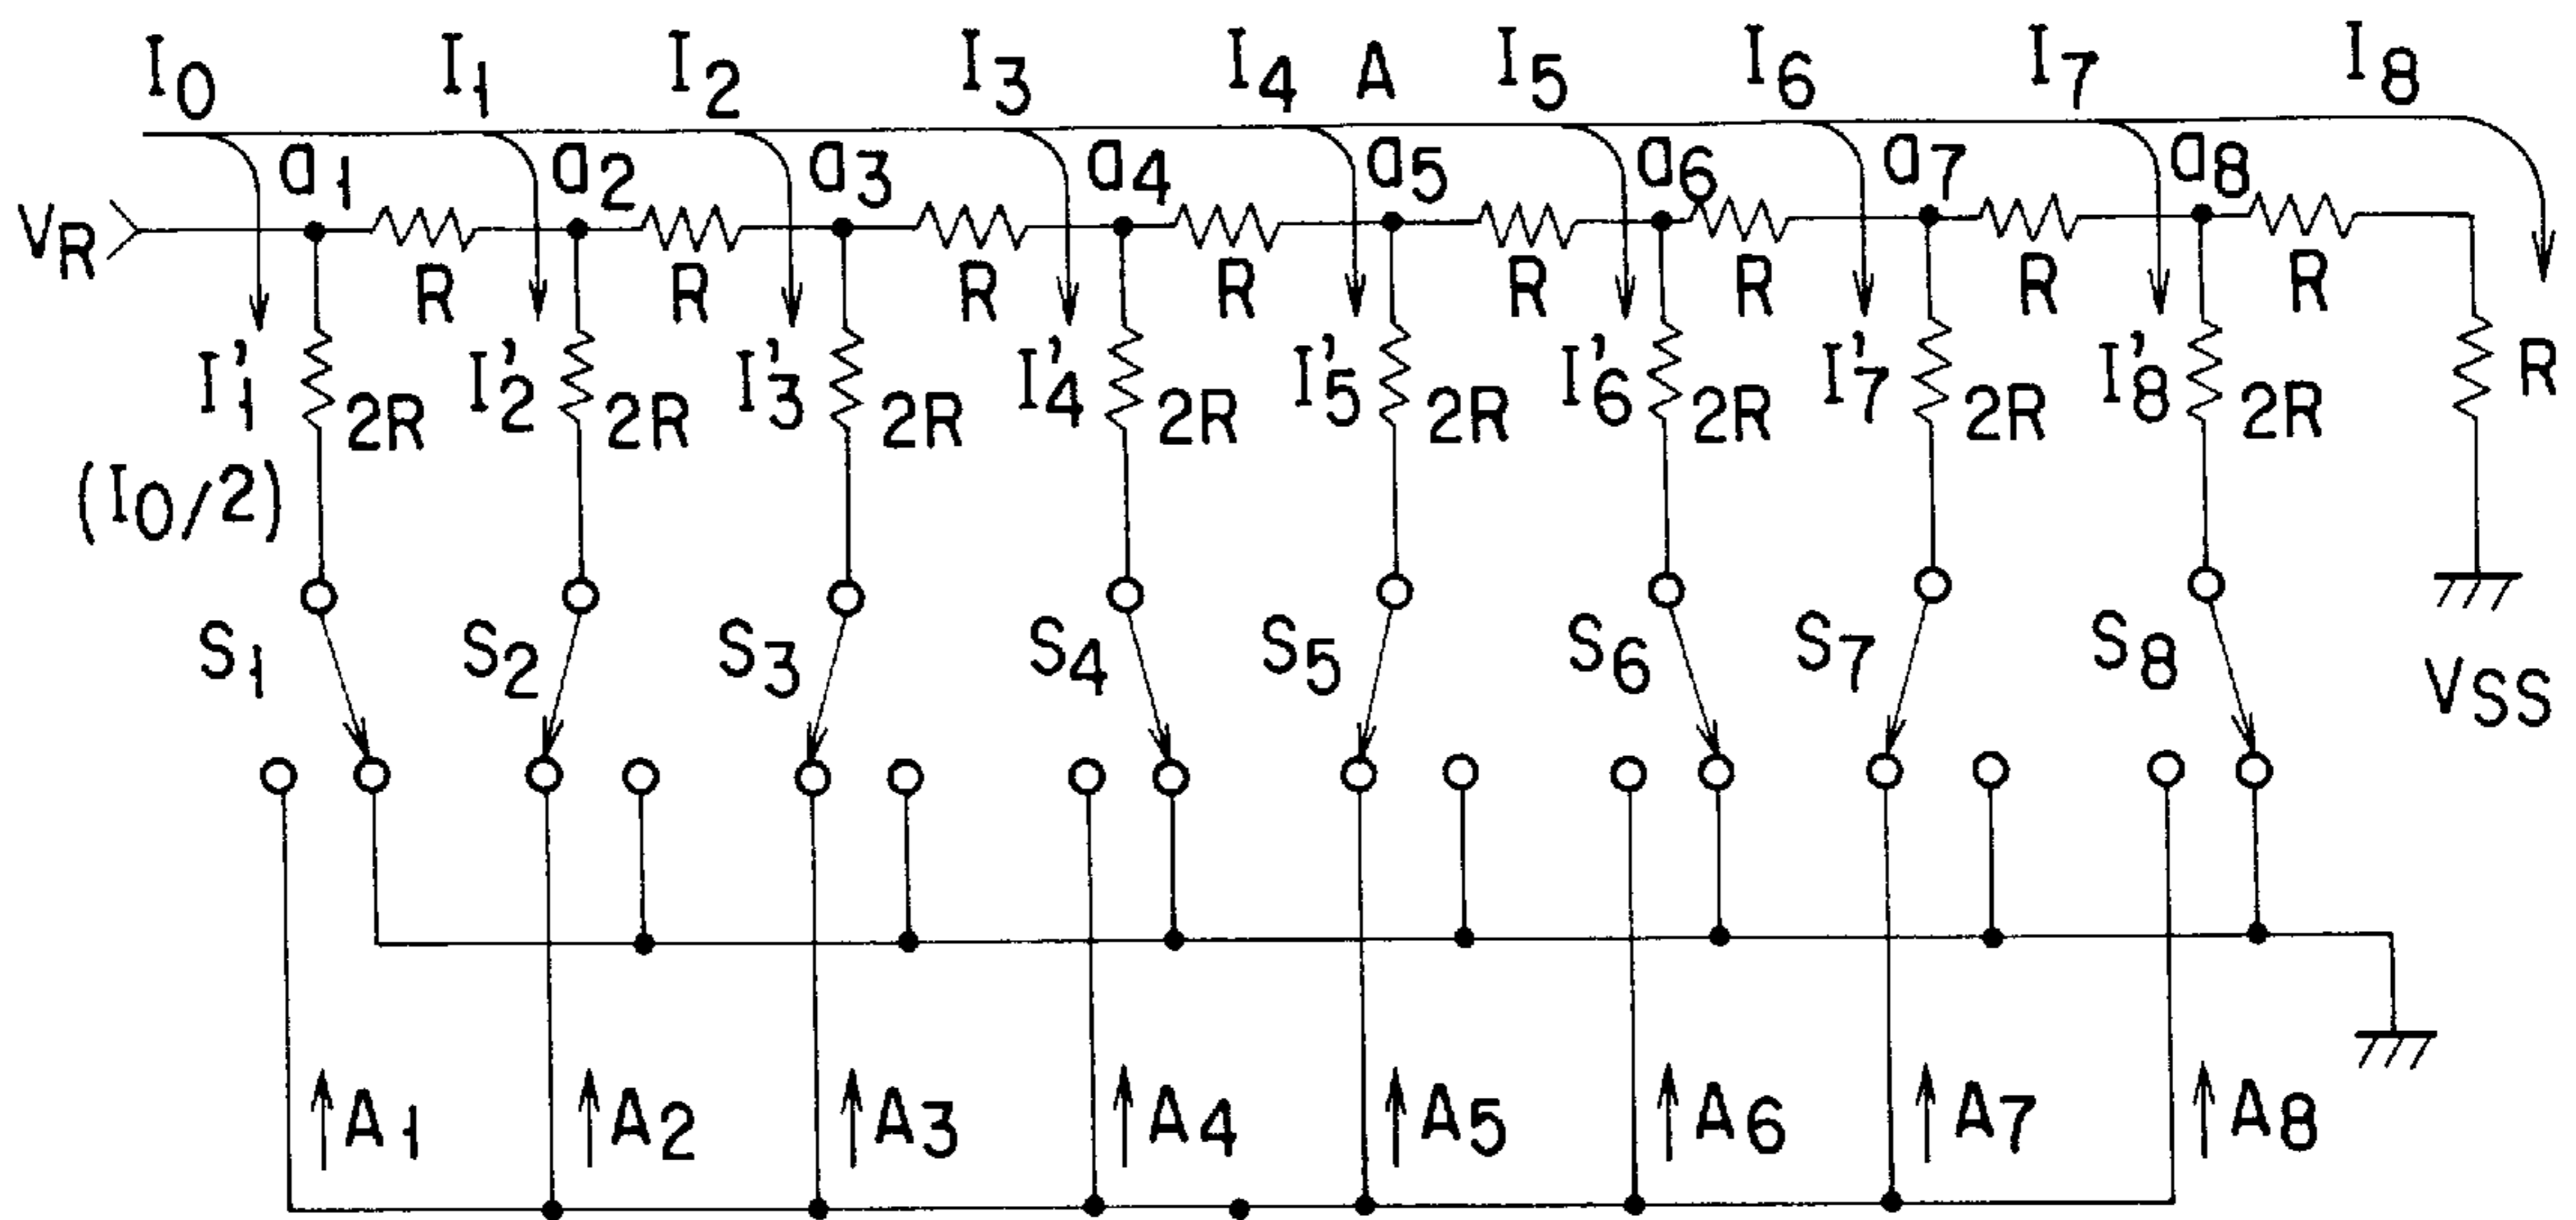 I0 I1 I2 I3 I4 A I5 I6 I7 I8
a1 a2 a3 a4 a5 a6 a7 a8
VR R R R R R R R R
I'1 2R I'2 2R I'3 2R I'4 2R I'5 2R I'6 2R I'7 2R I'8 2R R
(I0/2)
S1 S2 S3 S4 S5 S6 S7 S8 VSS
A1 A2 A3 A4 A5 A6 A7 A8